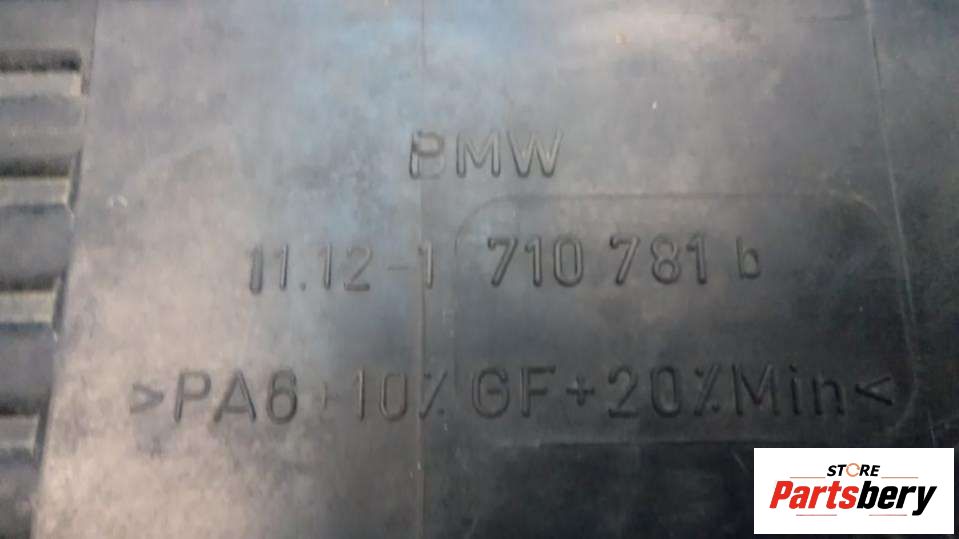 BMW
11.12-1 710 781 b
>PA6+10% GF+20%Min<
STORE
Partsbery